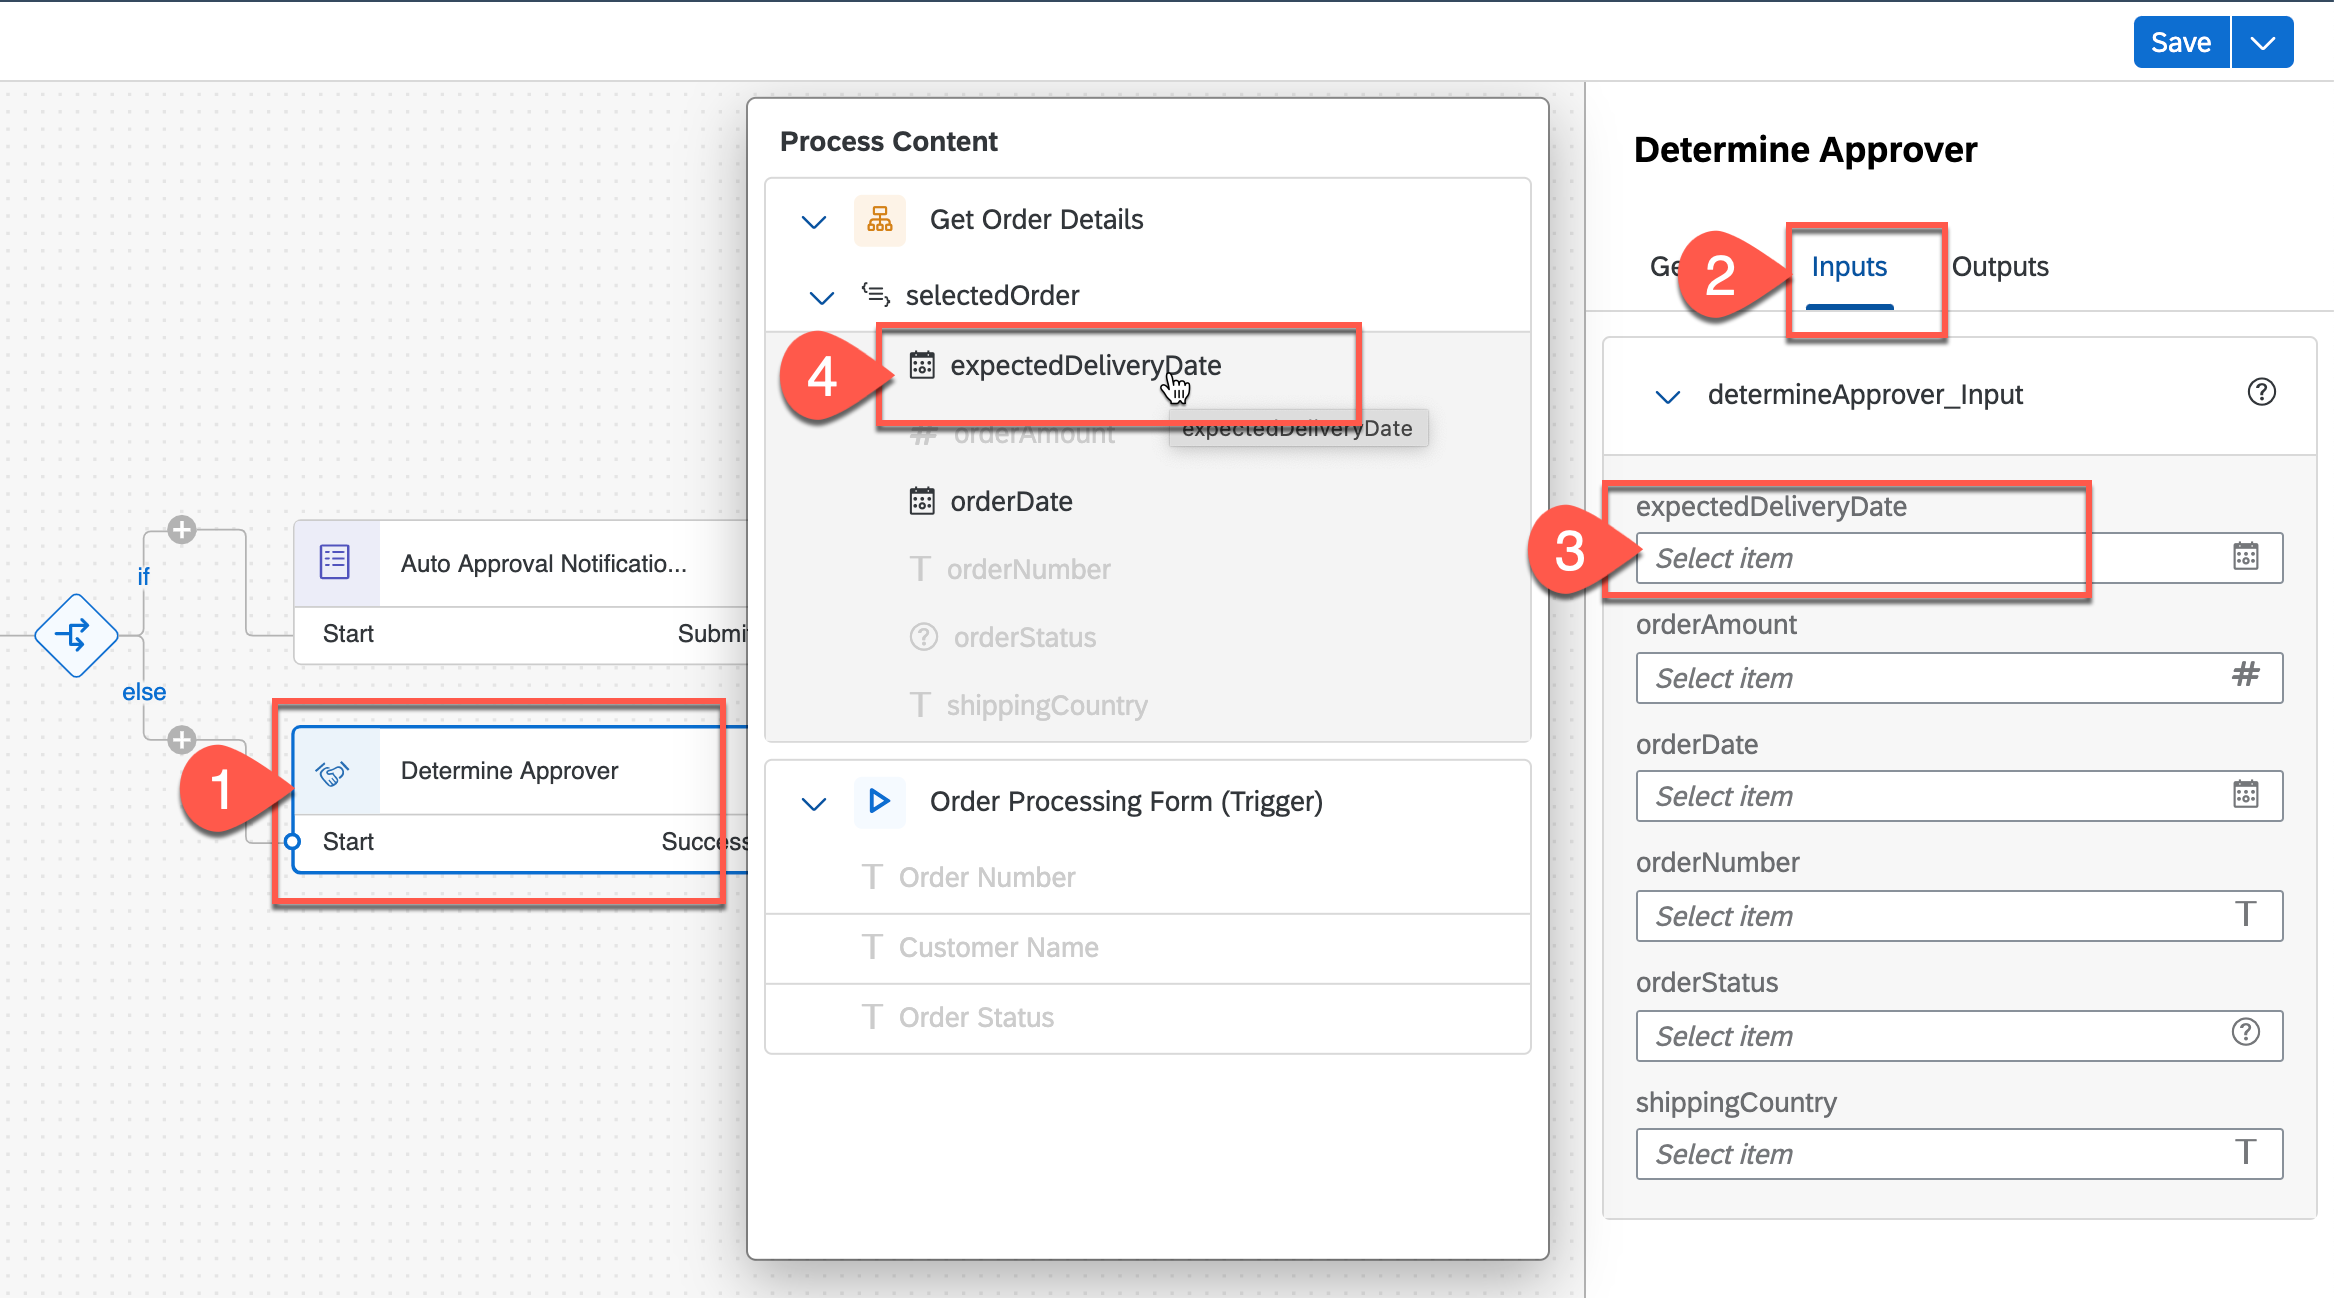 Save
Process Content
Get Order Details
selectedOrder
4
expectedDeliveryDate
orderAmount
expectedDeliveryDate
orderDate
orderNumber
orderStatus
shippingCountry
Order Processing Form (Trigger)
Order Number
Customer Name
Order Status
if
else
Auto Approval Notificatio...
Start
Submi
1
Determine Approver
Start
Success
Determine Approver
Ge
2
Inputs
Outputs
determineApprover_Input
3
expectedDeliveryDate
Select item
orderAmount
Select item
orderDate
Select item
orderNumber
Select item
orderStatus
Select item
shippingCountry
Select item